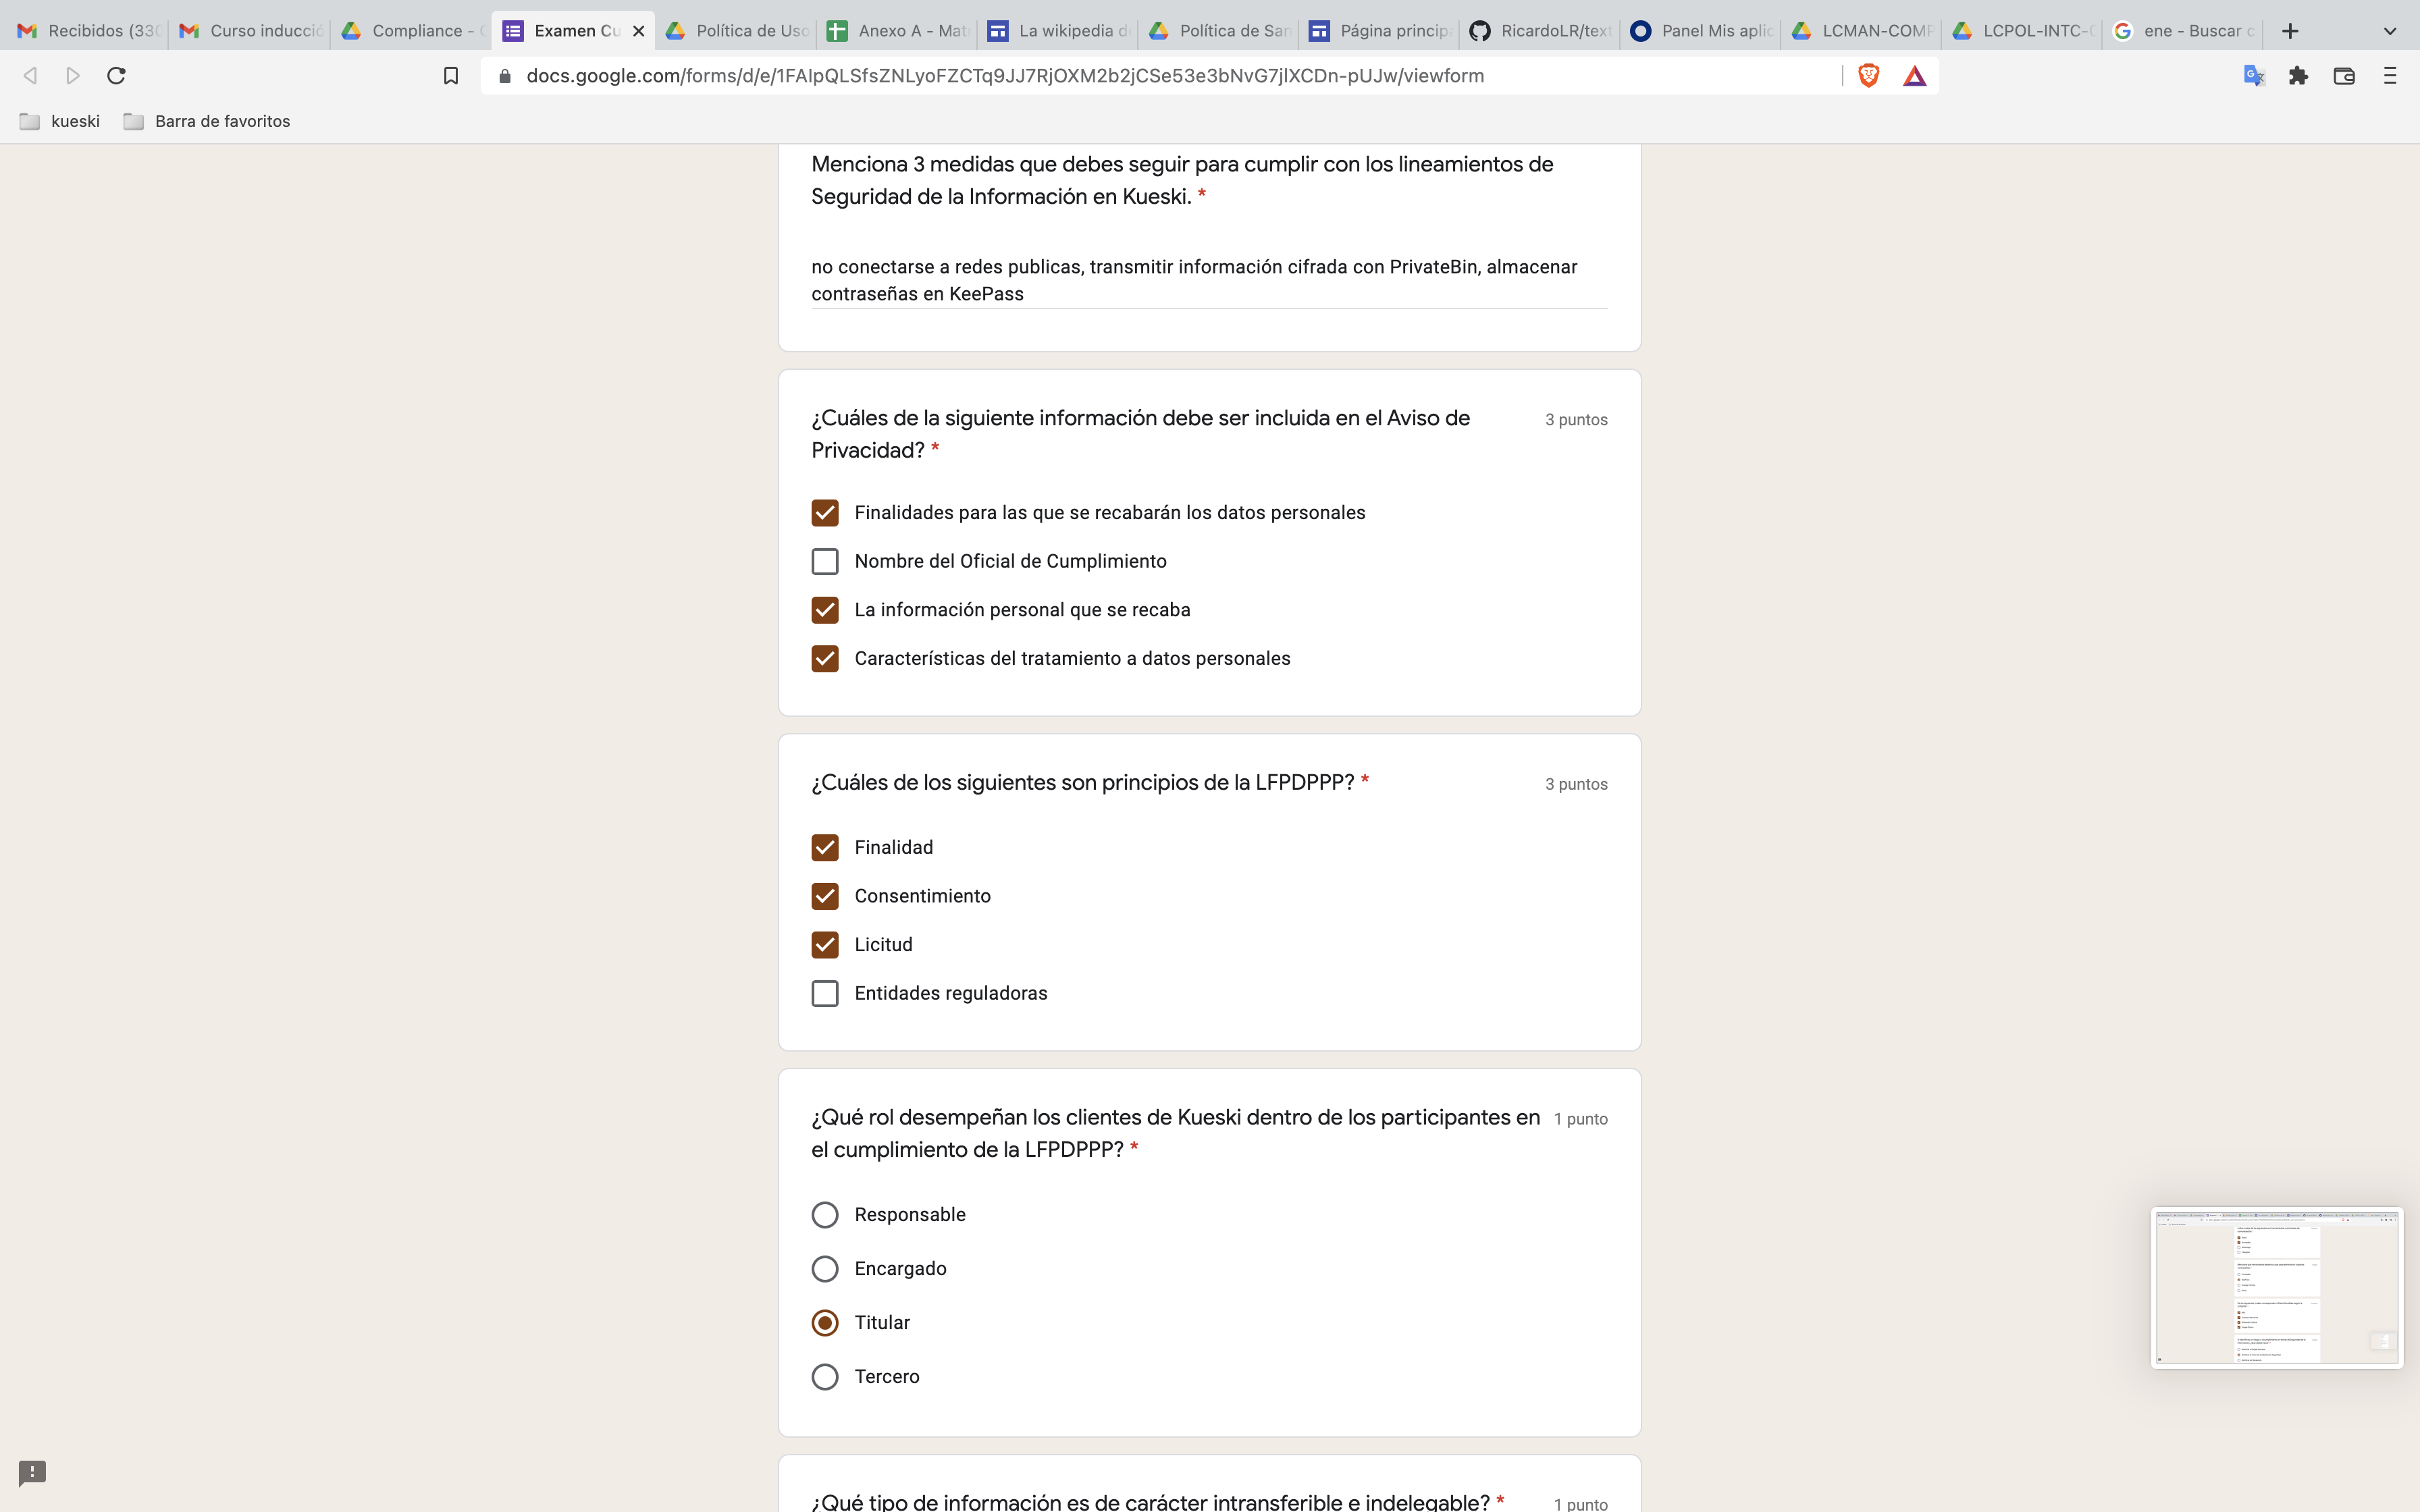 Recibidos (330
Curso inducció
Compliance - C
Examen Cu
Política de Uso
Anexo A - Mat
La wikipedia d
Política de San
Página principa
RicardoLR/text
Panel Mis aplic
LCMAN-COMP
LCPOL-INTC-0
ene - Buscar c
docs.google.com/forms/d/e/1FAIpQLSfsZNLyoFZCTq9JJ7RjOXM2b2jCSe53e3bNvG7jlXCDn-pUJw/viewform
kueski
Barra de favoritos
Menciona 3 medidas que debes seguir para cumplir con los lineamientos de
Seguridad de la Información en Kueski. *
no conectarse a redes publicas, transmitir información cifrada con PrivateBin, almacenar
contraseñas en KeePass
¿Cuáles de la siguiente información debe ser incluida en el Aviso de
Privacidad? *
3 puntos
Finalidades para las que se recabarán los datos personales
Nombre del Oficial de Cumplimiento
La información personal que se recaba
Características del tratamiento a datos personales
¿Cuáles de los siguientes son principios de la LFPDPPP? *
3 puntos
Finalidad
Consentimiento
Licitud
Entidades reguladoras
¿Qué rol desempeñan los clientes de Kueski dentro de los participantes en
el cumplimiento de la LFPDPPP? *
1 punto
Responsable
Encargado
Titular
Tercero
¿Qué tipo de información es de carácter intransferible e indelegable? *
1 punto